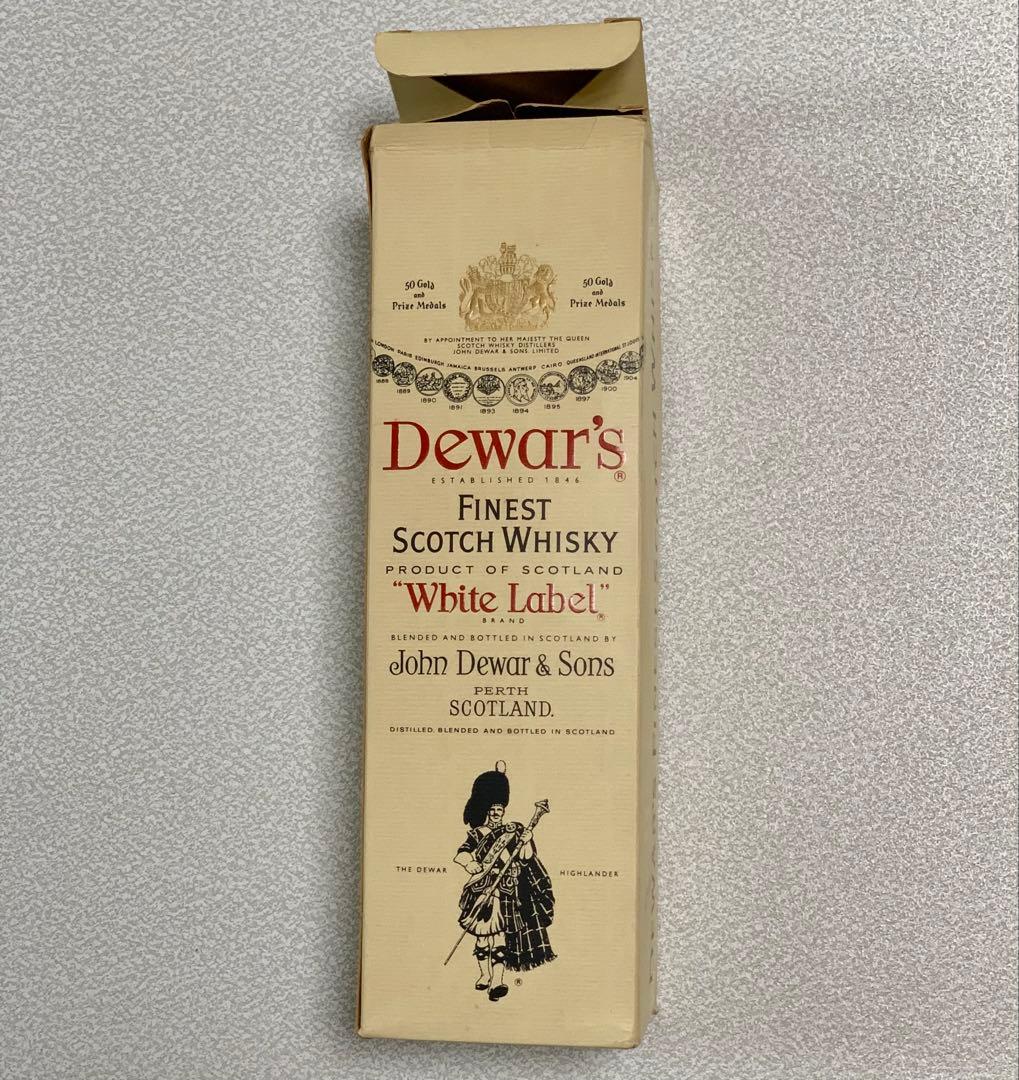 50 Gold
and
Prize Medals
50 Gold
and
Prize Medals
BY APPOINTMENT TO HER MAJESTY THE QUEEN
SCOTCH WHISKY DISTILLERS
JOHN DEWAR & SONS LIMITED
LONDON PARIS EDINBURGH JAMAICA BRUSSELS ANTWERP CAIRO QUEENSLAND INTERNATIONAL ST LOUIS
1888 1889 1890 1891 1893 1894 1895 1897 1900 1904
Dewar's®
ESTABLISHED 1846
FINEST
SCOTCH WHISKY
PRODUCT OF SCOTLAND
"White Label"®
BRAND
BLENDED AND BOTTLED IN SCOTLAND BY
John Dewar & Sons
PERTH
SCOTLAND.
DISTILLED, BLENDED AND BOTTLED IN SCOTLAND
THE DEWAR HIGHLANDER
®